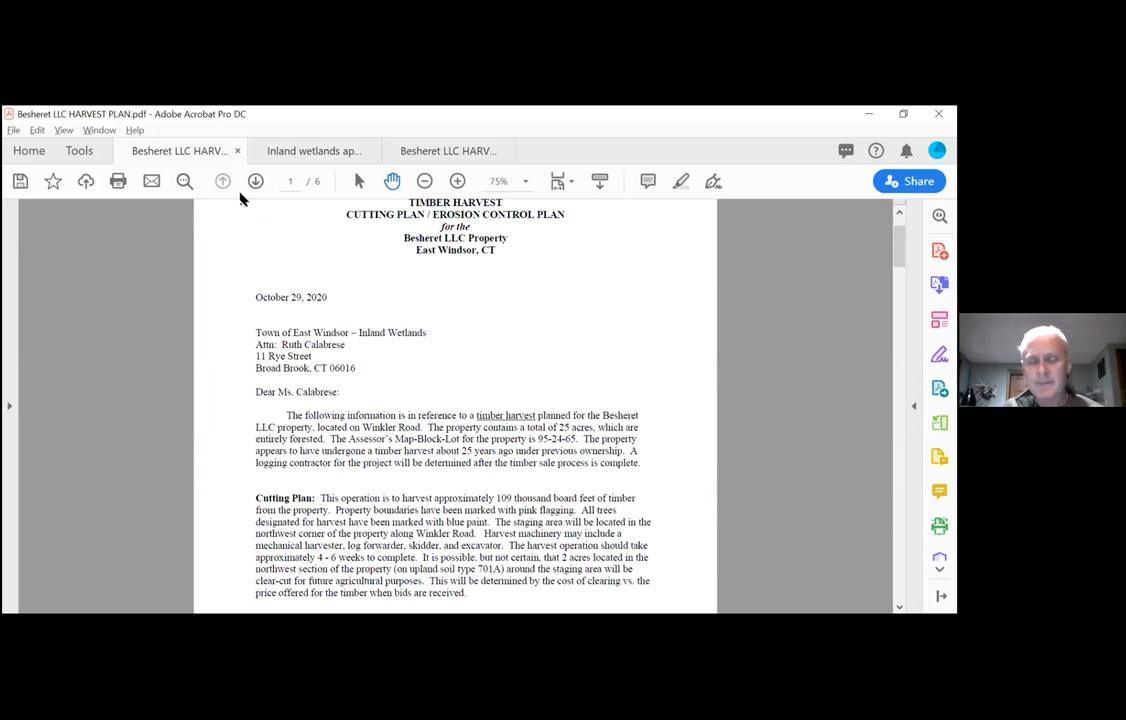 Besheret LLC HARVEST PLAN.pdf - Adobe Acrobat Pro DC
File Edit View Window Help
Home Tools Besheret LLC HARV... × Inland wetlands ap... Besheret LLC HARV...
1 / 6 75% Share
TIMBER HARVEST
CUTTING PLAN / EROSION CONTROL PLAN
for the
Besheret LLC Property
East Windsor, CT
October 29, 2020
Town of East Windsor – Inland Wetlands
Attn: Ruth Calabrese
11 Rye Street
Broad Brook, CT 06016
Dear Ms. Calabrese:
The following information is in reference to a timber harvest planned for the Besheret
LLC property, located on Winkler Road. The property contains a total of 25 acres, which are
entirely forested. The Assessor's Map-Block-Lot for the property is 95-24-65. The property
appears to have undergone a timber harvest about 25 years ago under previous ownership. A
logging contractor for the project will be determined after the timber sale process is complete.
Cutting Plan: This operation is to harvest approximately 109 thousand board feet of timber
from the property. Property boundaries have been marked with pink flagging. All trees
designated for harvest have been marked with blue paint. The staging area will be located in the
northwest corner of the property along Winkler Road. Harvest machinery may include a
mechanical harvester, log forwarder, skidder, and excavator. The harvest operation should take
approximately 4 - 6 weeks to complete. It is possible, but not certain, that 2 acres located in the
northwest section of the property (on upland soil type 701A) around the staging area will be
clear-cut for future agricultural purposes. This will be determined by the cost of clearing vs. the
price offered for the timber when bids are received.